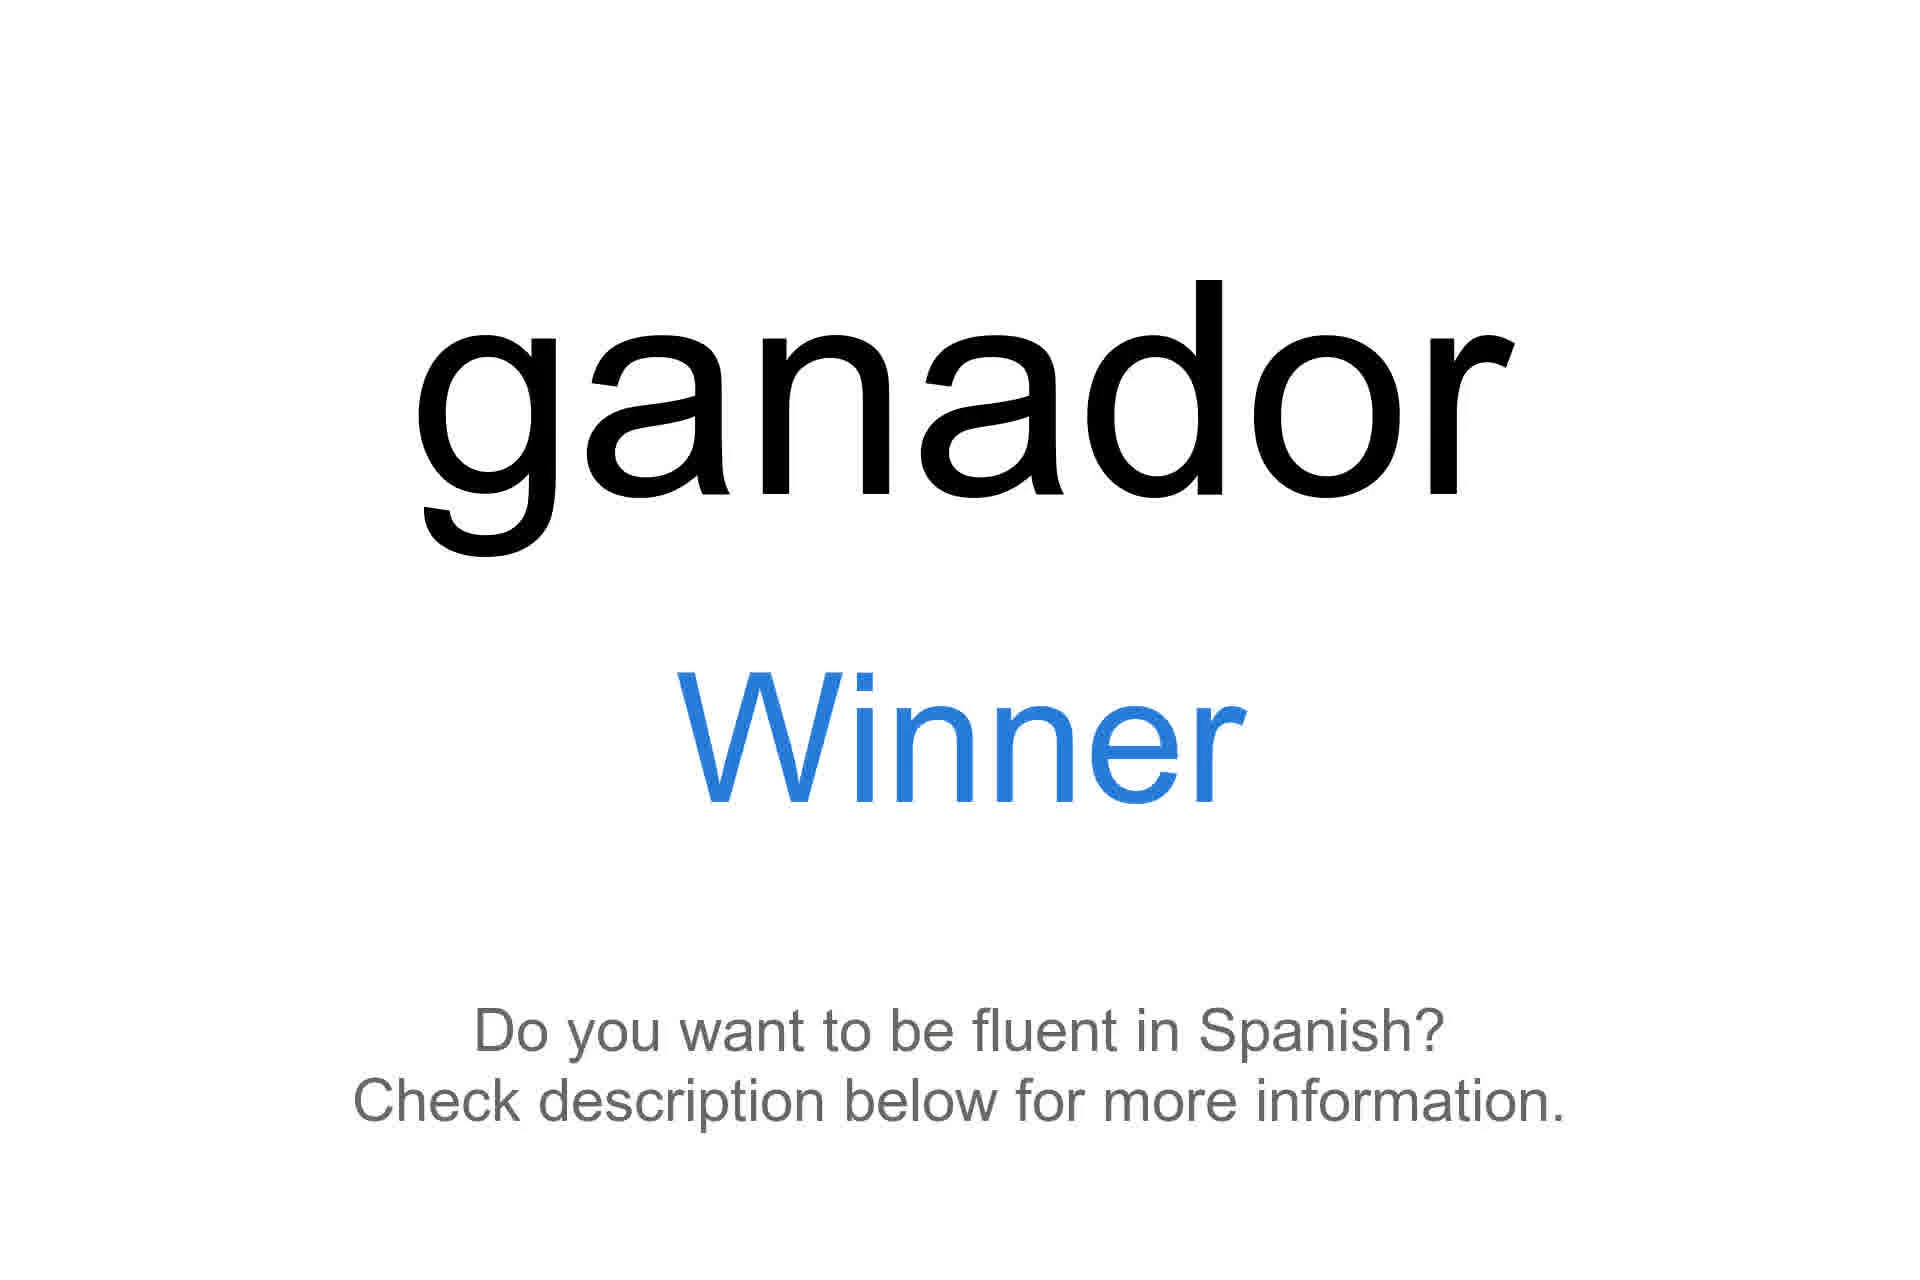 ganador
Winner
Do you want to be fluent in Spanish?
Check description below for more information.